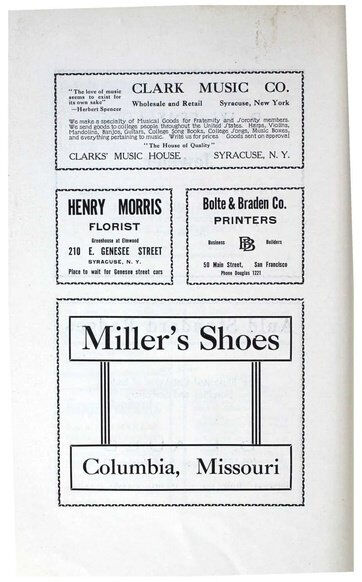 "The love of music
seems to exist for
its own sake"
—Herbert Spencer
CLARK MUSIC CO.
Wholesale and Retail Syracuse, New York
We make a specialty of Musical Goods for Fraternity and Sorority members.
We send goods to college people throughout the United States. Harps, Violins,
Mandolins, Banjos, Guitars, College Song Books, College Songs, Music Boxes,
and everything pertaining to music. Write us for prices Goods sent on approval
"The House of Quality"
CLARKS' MUSIC HOUSE SYRACUSE, N. Y.
HENRY MORRIS
FLORIST
Greenhouse at Elmwood
210 E. GENESEE STREET
SYRACUSE, N. Y.
Place to wait for Genesee street cars
Bolte & Braden Co.
PRINTERS
Business BB Builders
50 Main Street, San Francisco
Phone Douglas 1221
Miller's Shoes
Columbia, Missouri